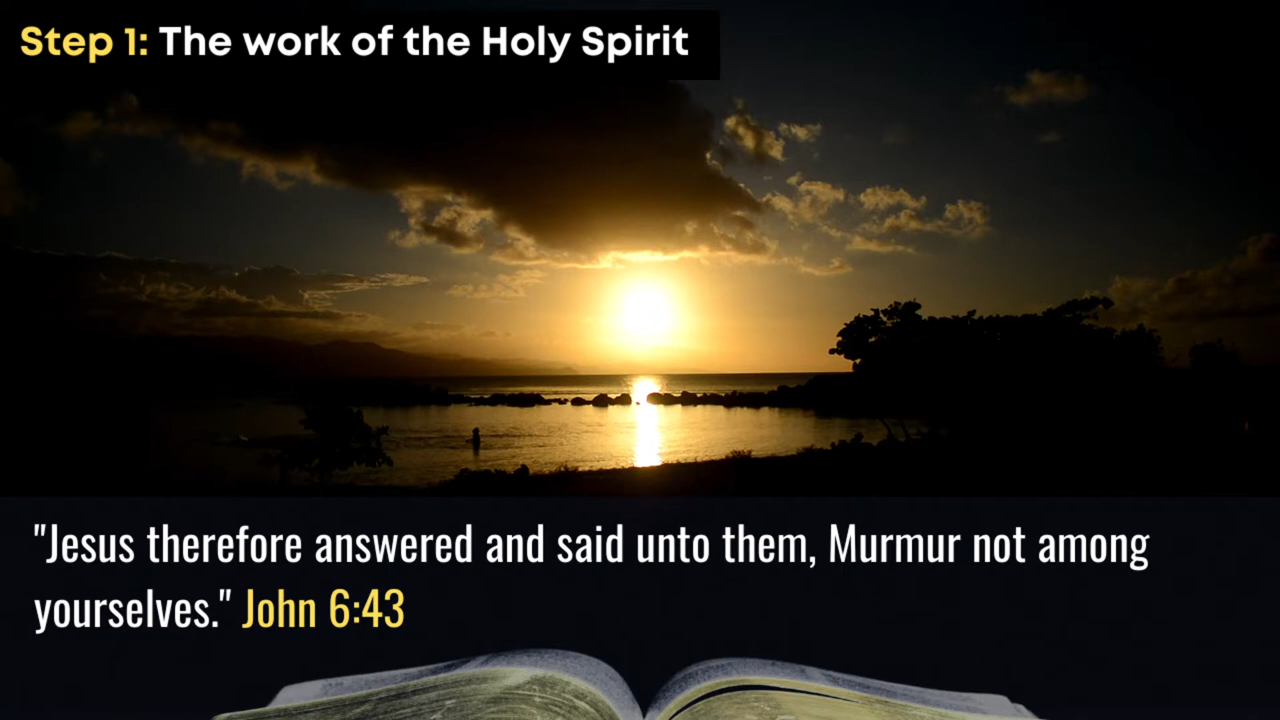 Step 1: The work of the Holy Spirit
"Jesus therefore answered and said unto them, Murmur not among
yourselves." John 6:43